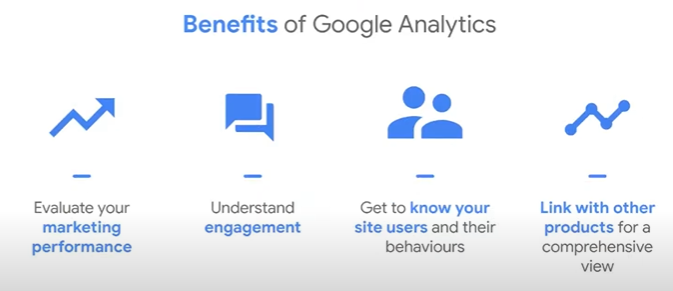 Benefits of Google Analytics
Evaluate your
marketing
performance
Understand
engagement
Get to know your
site users and their
behaviours
Link with other
products for a
comprehensive
view